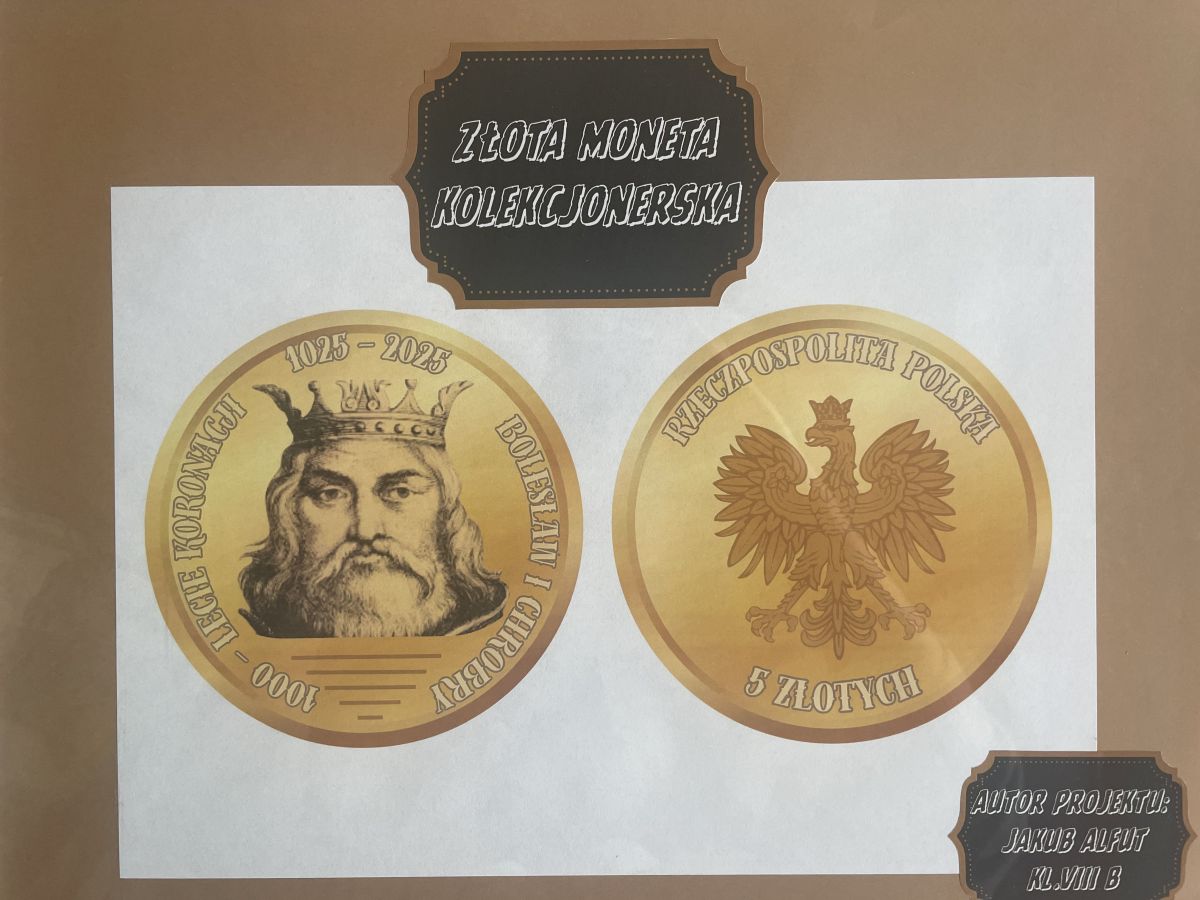 ZŁOTA MONETA
KOLEKCJONERSKA
1025 - 2025
1000 - LECIE KORONACJI
BOLESŁAW I CHROBRY
RZECZPOSPOLITA POLSKA
5 ZŁOTYCH
AUTOR PROJEKTU:
JAKUB ALFUT
KL.VIII B